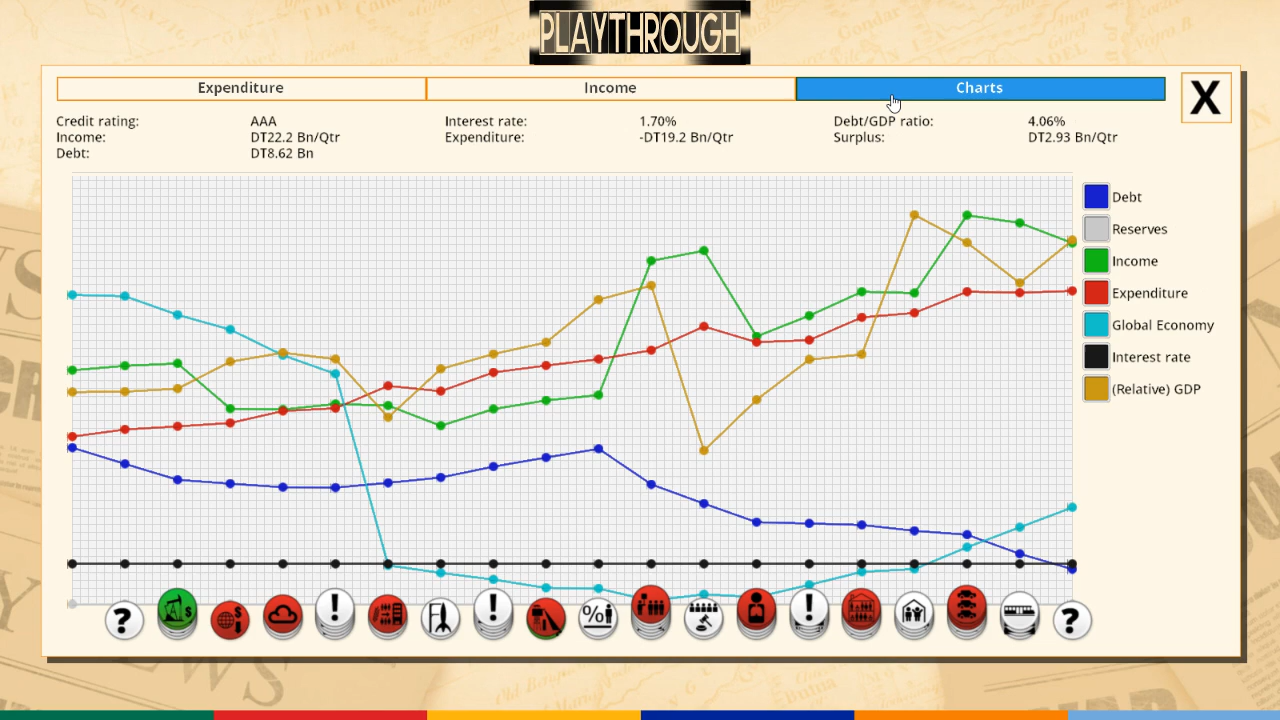 PLAYTHROUGH
Expenditure Income Charts
X
Credit rating: AAA Interest rate: 1.70% Debt/GDP ratio: 4.06%
Income: DT22.2 Bn/Qtr Expenditure: -DT19.2 Bn/Qtr Surplus: DT2.93 Bn/Qtr
Debt: DT8.62 Bn
Debt
Reserves
Income
Expenditure
Global Economy
Interest rate
(Relative) GDP
? $ $ ! ! % ! ?